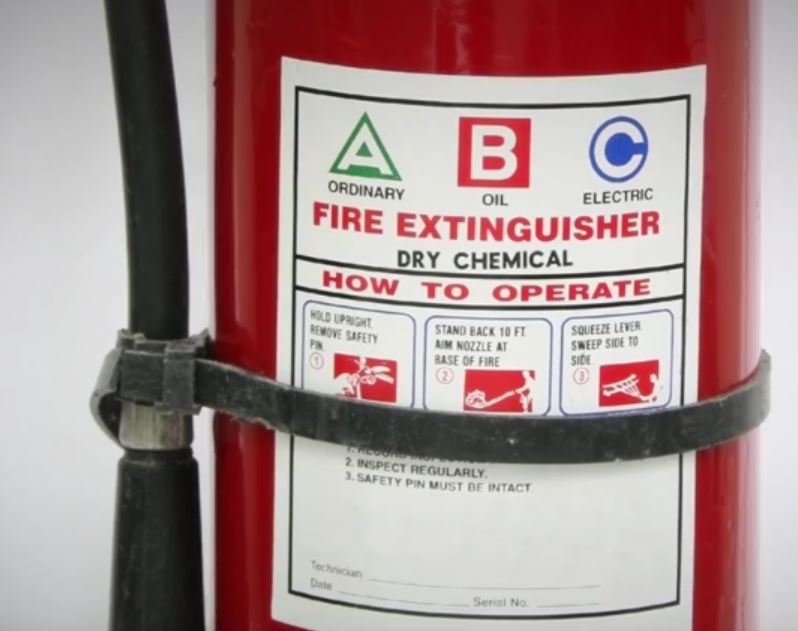 A B C
ORDINARY OIL ELECTRIC
FIRE EXTINGUISHER
DRY CHEMICAL
HOW TO OPERATE
HOLD UPRIGHT.
REMOVE SAFETY
PIN.
1
STAND BACK 10 FT.
AIM NOZZLE AT
BASE OF FIRE
2
SQUEEZE LEVER
SWEEP SIDE TO
SIDE
3
1. RECORD
2. INSPECT REGULARLY.
3. SAFETY PIN MUST BE INTACT.
Technician
Date Serial No.